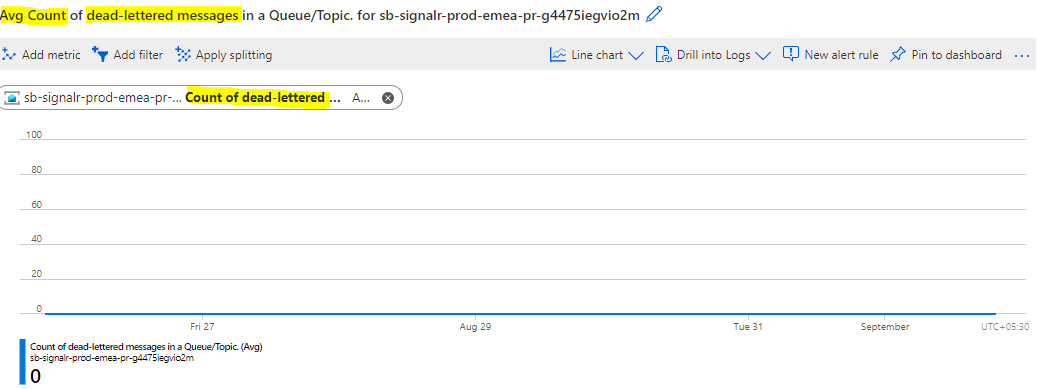 Avg Count of dead-lettered messages in a Queue/Topic. for sb-signalr-prod-emea-pr-g4475iegvio2m
Add metric Add filter Apply splitting Line chart Drill into Logs New alert rule Pin to dashboard ...
sb-signalr-prod-emea-pr-... Count of dead-lettered ... A...
100
80
60
40
20
0
Fri 27 Aug 29 Tue 31 September UTC+05:30
Count of dead-lettered messages in a Queue/Topic. (Avg)
sb-signalr-prod-emea-pr-g4475iegvio2m
0